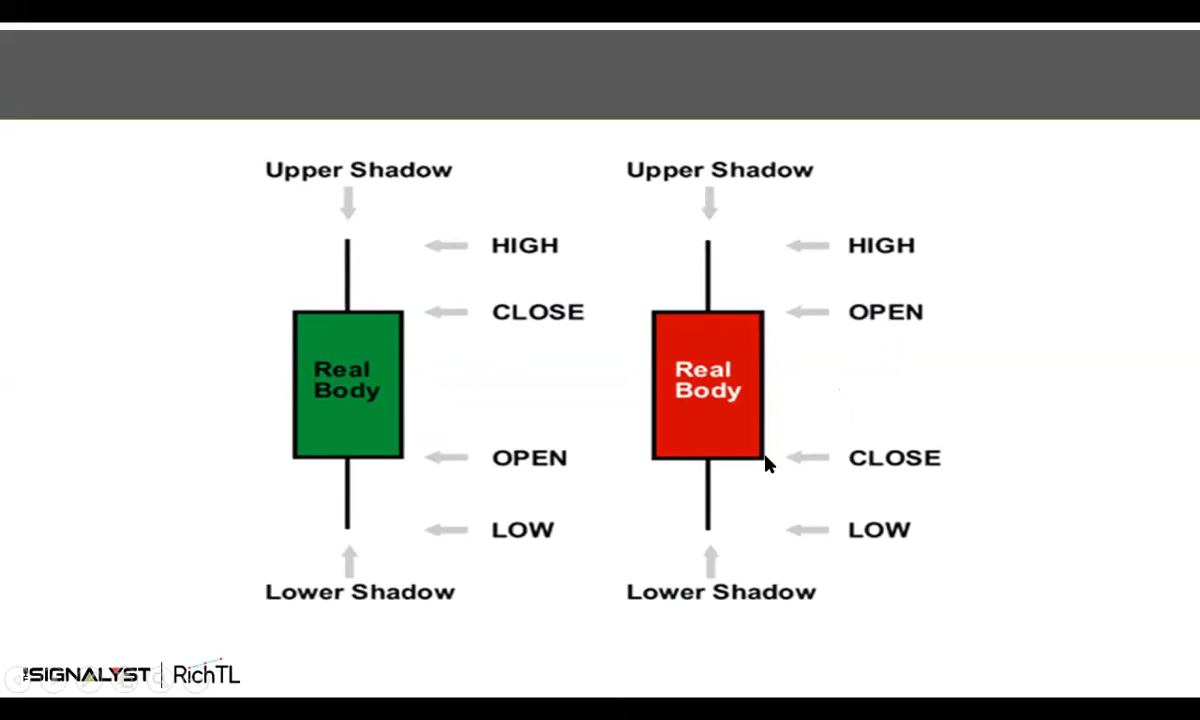 Upper Shadow
HIGH
CLOSE
Real
Body
OPEN
LOW
Lower Shadow
Upper Shadow
HIGH
OPEN
Real
Body
CLOSE
LOW
Lower Shadow
THE SIGNALYST | RichTL